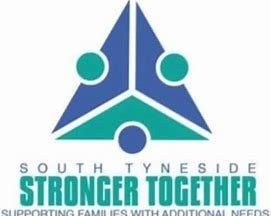 SOUTH TYNESIDE
STRONGER TOGETHER
SUPPORTING FAMILIES WITH ADDITIONAL NEEDS